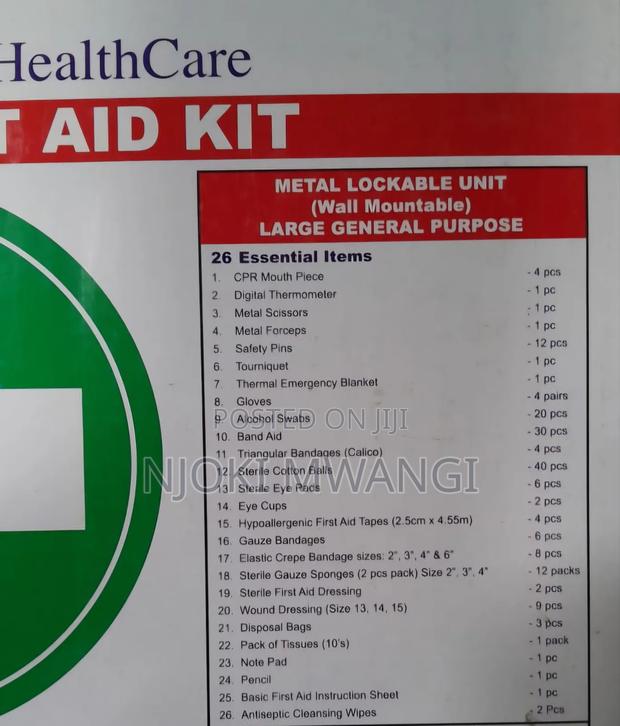 HealthCare
T AID KIT
METAL LOCKABLE UNIT
(Wall Mountable)
LARGE GENERAL PURPOSE
26 Essential Items
1. CPR Mouth Piece - 4 pcs
2. Digital Thermometer - 1 pc
3. Metal Scissors - 1 pc
4. Metal Forceps - 1 pc
5. Safety Pins - 12 pcs
6. Tourniquet - 1 pc
7. Thermal Emergency Blanket - 1 pc
8. Gloves - 4 pairs
9. Alcohol Swabs - 20 pcs
10. Band Aid - 30 pcs
11. Triangular Bandages (Calico) - 4 pcs
12. Sterile Cotton Balls - 40 pcs
13. Sterile Eye Pads - 6 pcs
14. Eye Cups - 2 pcs
15. Hypoallergenic First Aid Tapes (2.5cm x 4.55m) - 4 pcs
16. Gauze Bandages - 6 pcs
17. Elastic Crepe Bandage sizes: 2", 3", 4" & 6" - 8 pcs
18. Sterile Gauze Sponges (2 pcs pack) Size 2", 3", 4" - 12 packs
19. Sterile First Aid Dressing - 2 pcs
20. Wound Dressing (Size 13, 14, 15) - 9 pcs
21. Disposal Bags - 3 pcs
22. Pack of Tissues (10's) - 1 pack
23. Note Pad - 1 pc
24. Pencil - 1 pc
25. Basic First Aid Instruction Sheet - 1 pc
26. Antiseptic Cleansing Wipes - 2 Pcs
POSTED ON JIJI
NJOKI MWANGI